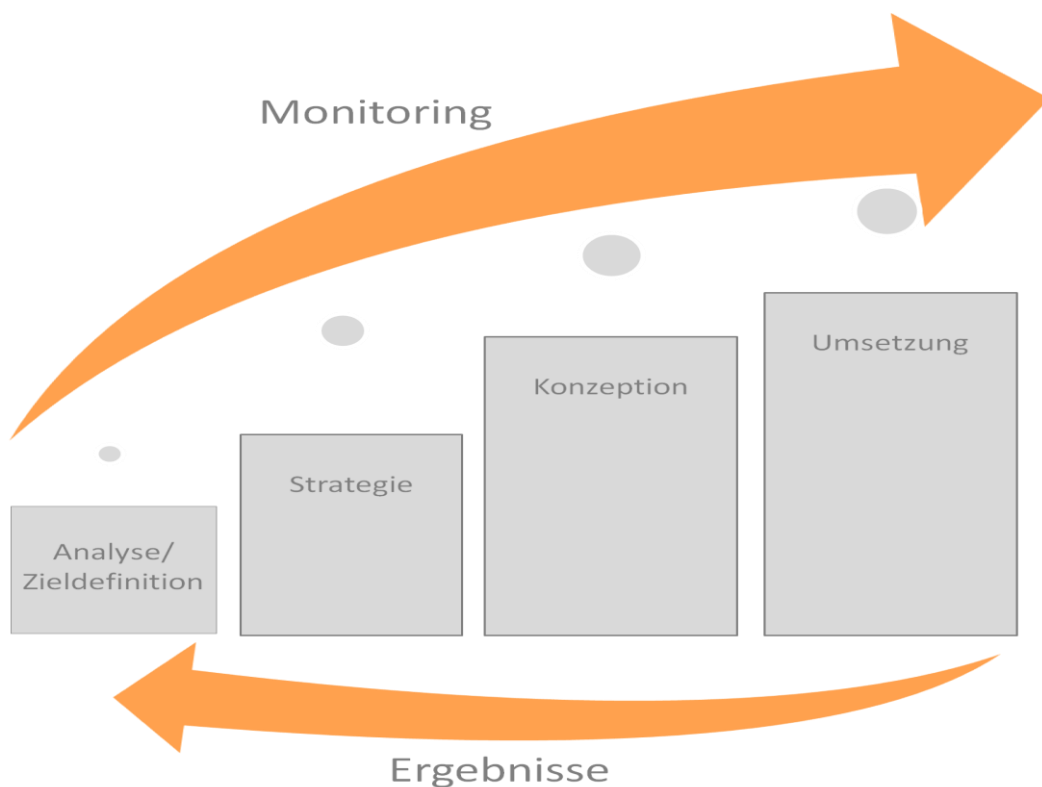 Monitoring
Umsetzung
Konzeption
Strategie
Analyse/
Zieldefinition
Ergebnisse